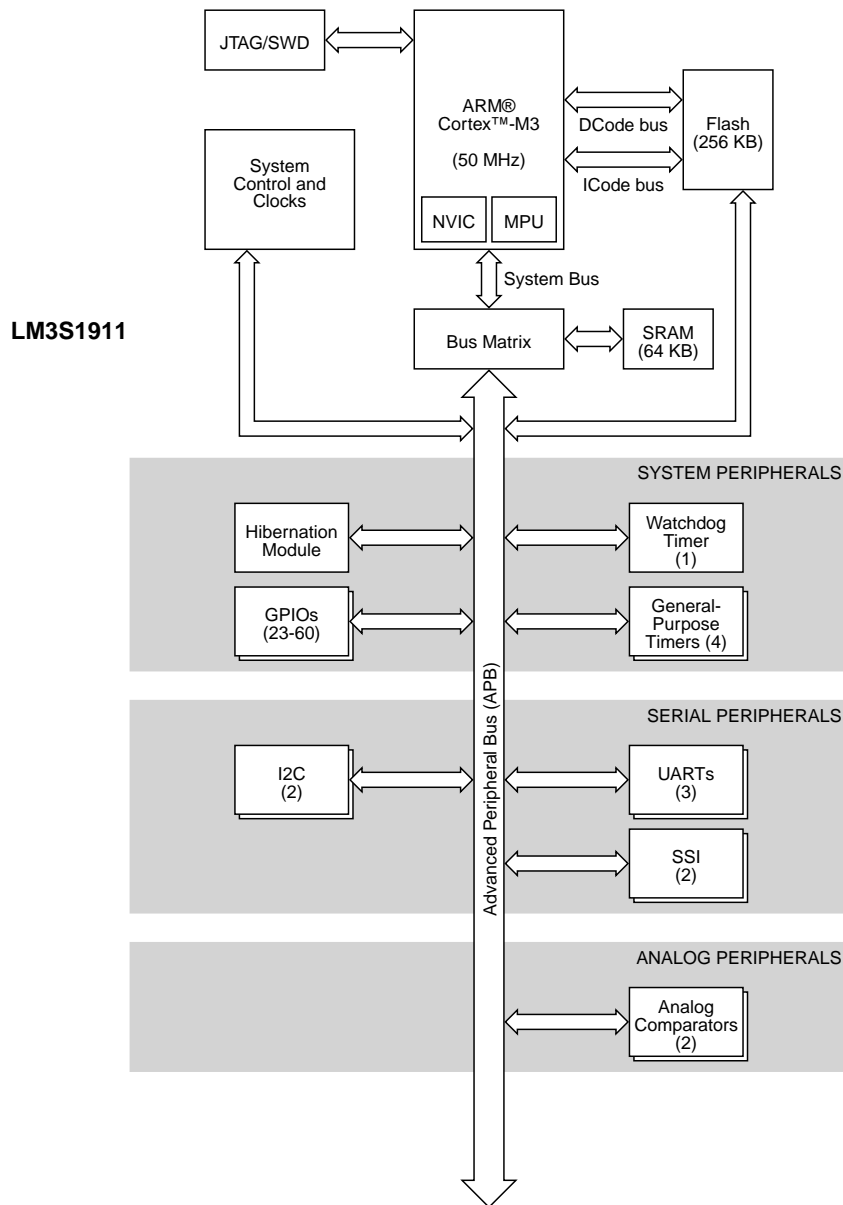 JTAG/SWD
ARM®
Cortex™-M3
(50 MHz)
NVIC
MPU
DCode bus
ICode bus
Flash
(256 KB)
System
Control and
Clocks
System Bus
LM3S1911
Bus Matrix
SRAM
(64 KB)
SYSTEM PERIPHERALS
Hibernation
Module
Watchdog
Timer
(1)
GPIOs
(23-60)
General-
Purpose
Timers (4)
Advanced Peripheral Bus (APB)
SERIAL PERIPHERALS
I2C
(2)
UARTs
(3)
SSI
(2)
ANALOG PERIPHERALS
Analog
Comparators
(2)